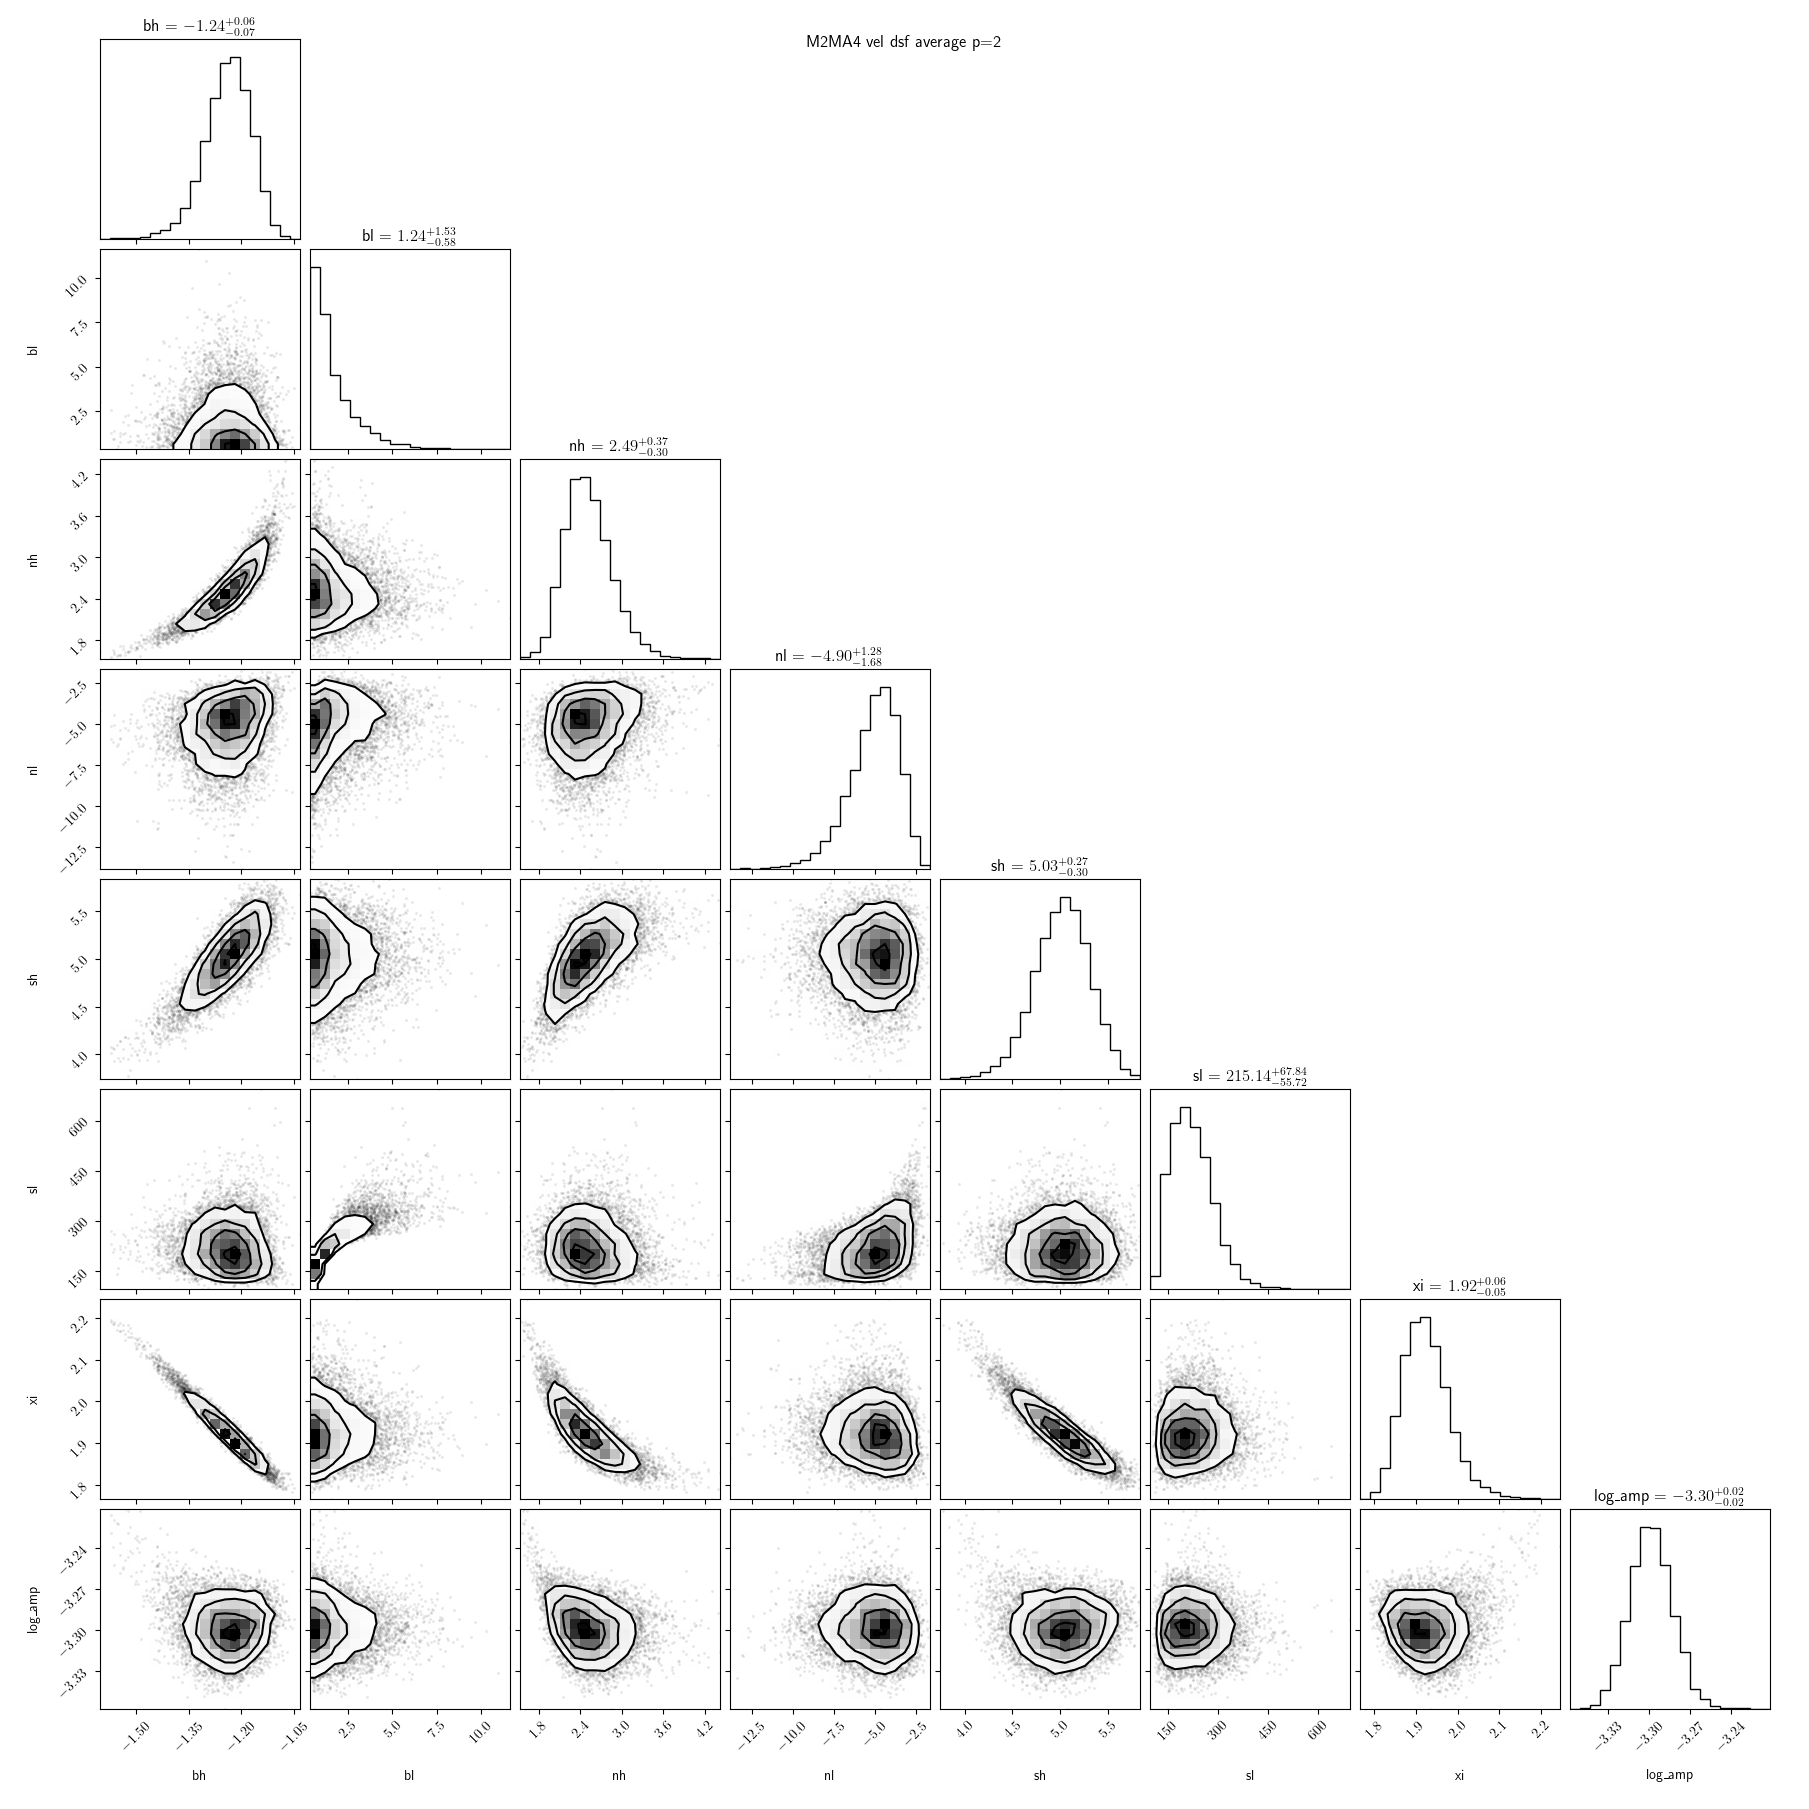 M2MA4 vel dsf average p=2
bh = −1.24 +0.06 −0.07
bl = 1.24 +1.53 −0.58
bl
10.0
7.5
5.0
2.5
nh = 2.49 +0.37 −0.30
nh
4.2
3.6
3.0
2.4
1.8
nl = −4.90 +1.28 −1.68
nl
−2.5
−5.0
−7.5
−10.0
−12.5
sh = 5.03 +0.27 −0.30
sh
5.5
5.0
4.5
4.0
sl = 215.14 +67.84 −55.72
sl
600
450
300
150
xi = 1.92 +0.06 −0.05
xi
2.2
2.1
2.0
1.9
1.8
log_amp = −3.30 +0.02 −0.02
log_amp
−3.24
−3.27
−3.30
−3.33
−1.50 −1.35 −1.20 −1.05 2.5 5.0 7.5 10.0 1.8 2.4 3.0 3.6 4.2 −12.5 −10.0 −7.5 −5.0 −2.5 4.0 4.5 5.0 5.5 150 300 450 600 1.8 1.9 2.0 2.1 2.2 −3.33 −3.30 −3.27 −3.24
bh bl nh nl sh sl xi log_amp